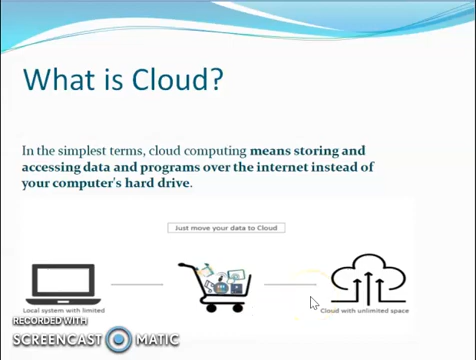 What is Cloud?
In the simplest terms, cloud computing means storing and
accessing data and programs over the internet instead of
your computer's hard drive.
Just move your data to Cloud
Local system with limited
Cloud with unlimited space
RECORDED WITH
SCREENCAST MATIC